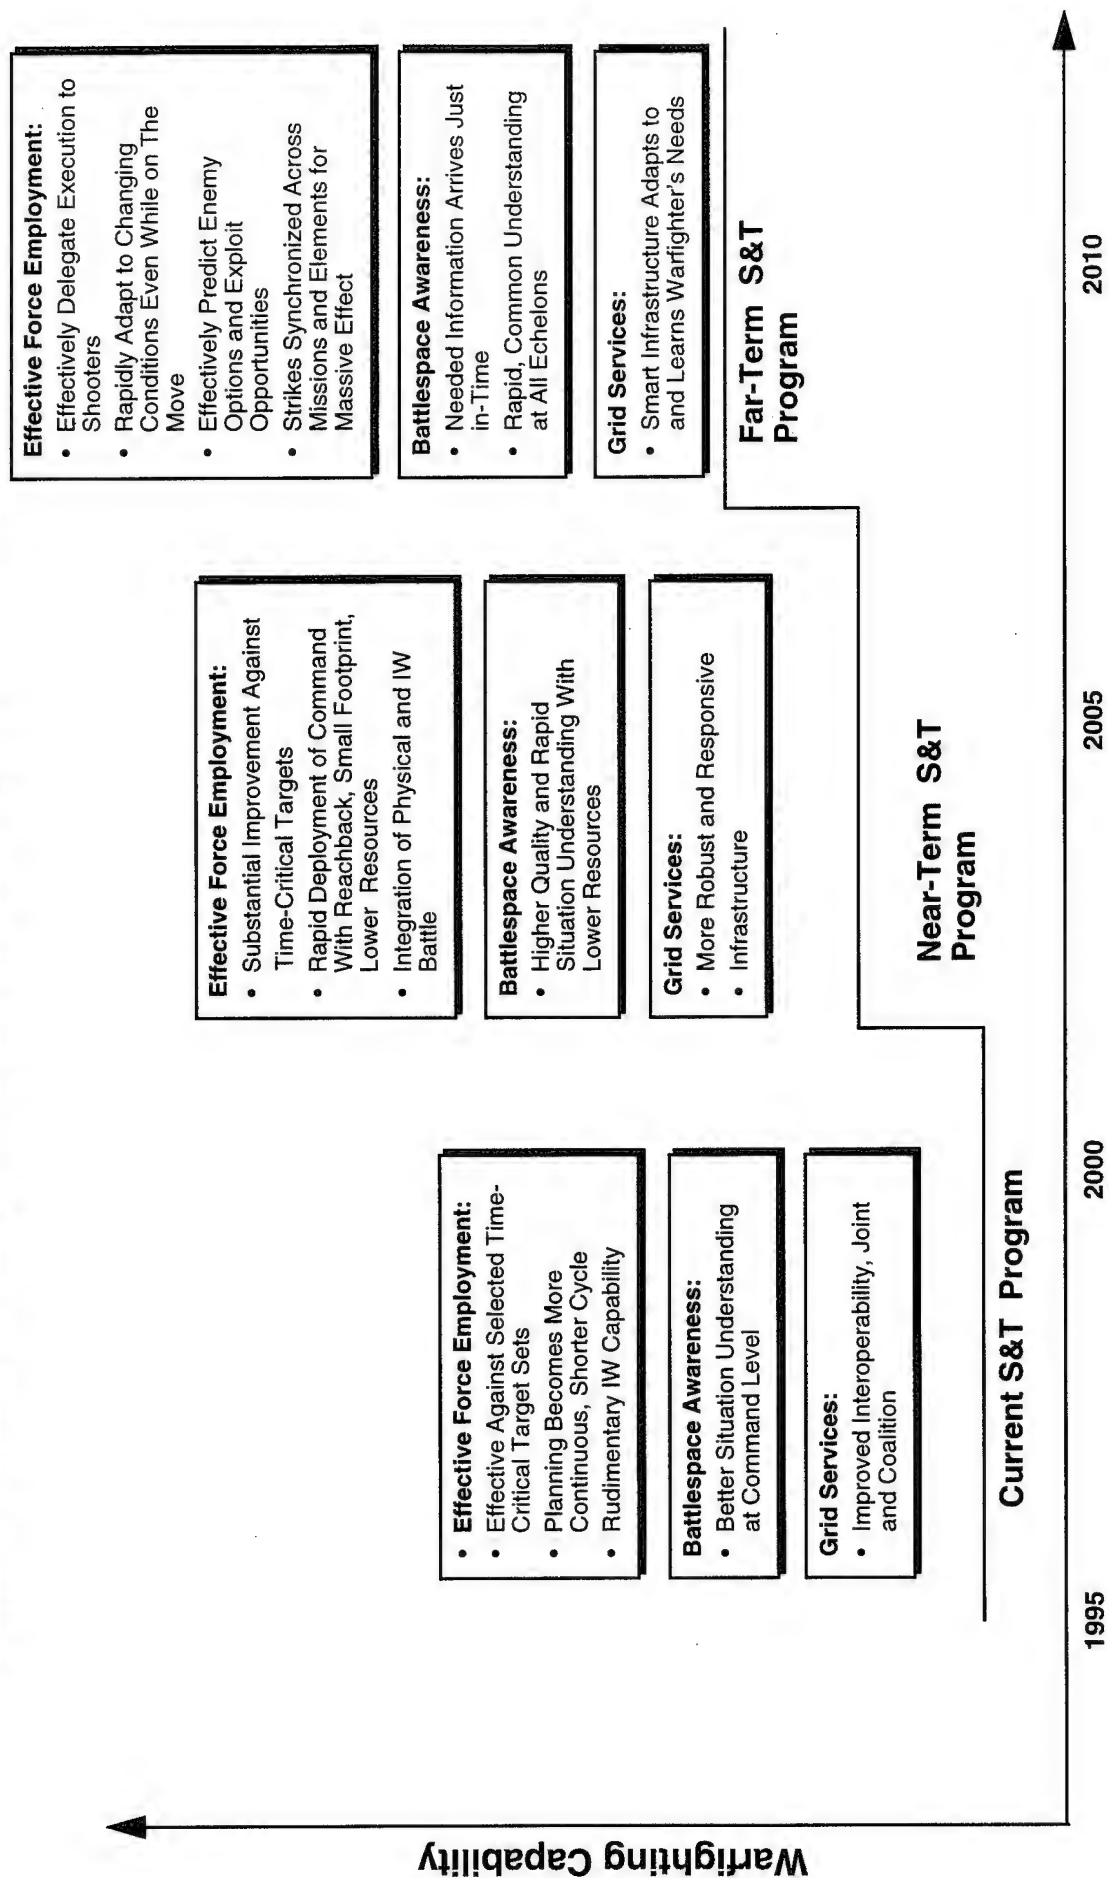 Warfighting Capability
• Effective Force Employment:
• Effective Against Selected Time-
Critical Target Sets
• Planning Becomes More
Continuous, Shorter Cycle
• Rudimentary IW Capability
Battlespace Awareness:
• Better Situation Understanding
at Command Level
Grid Services:
• Improved Interoperability, Joint
and Coalition
Current S&T Program
Effective Force Employment:
• Substantial Improvement Against
Time-Critical Targets
• Rapid Deployment of Command
With Reachback, Small Footprint,
Lower Resources
• Integration of Physical and IW
Battle
Battlespace Awareness:
• Higher Quality and Rapid
Situation Understanding With
Lower Resources
Grid Services:
• More Robust and Responsive
• Infrastructure
Near-Term S&T
Program
Effective Force Employment:
• Effectively Delegate Execution to
Shooters
• Rapidly Adapt to Changing
Conditions Even While on The
Move
• Effectively Predict Enemy
Options and Exploit
Opportunities
• Strikes Synchronized Across
Missions and Elements for
Massive Effect
Battlespace Awareness:
• Needed Information Arrives Just
in-Time
• Rapid, Common Understanding
at All Echelons
Grid Services:
• Smart Infrastructure Adapts to
and Learns Warfighter's Needs
Far-Term S&T
Program
1995
2000
2005
2010